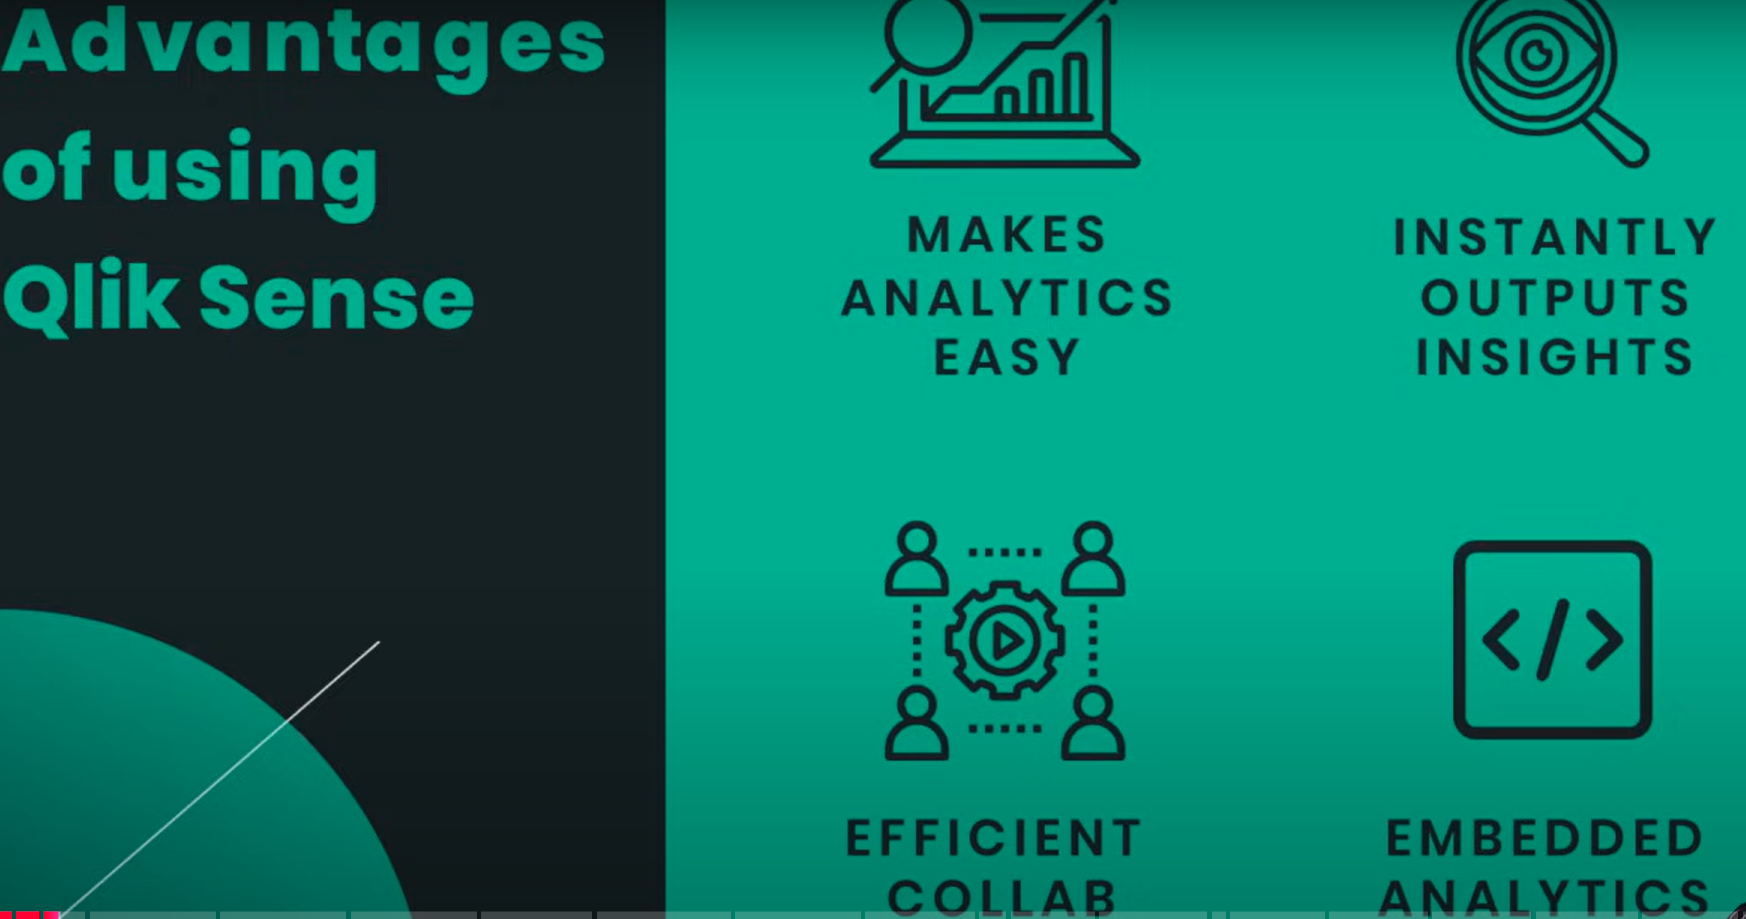 Advantages
of using
Qlik Sense
MAKES
ANALYTICS
EASY
INSTANTLY
OUTPUTS
INSIGHTS
EFFICIENT
COLLAB
EMBEDDED
ANALYTICS